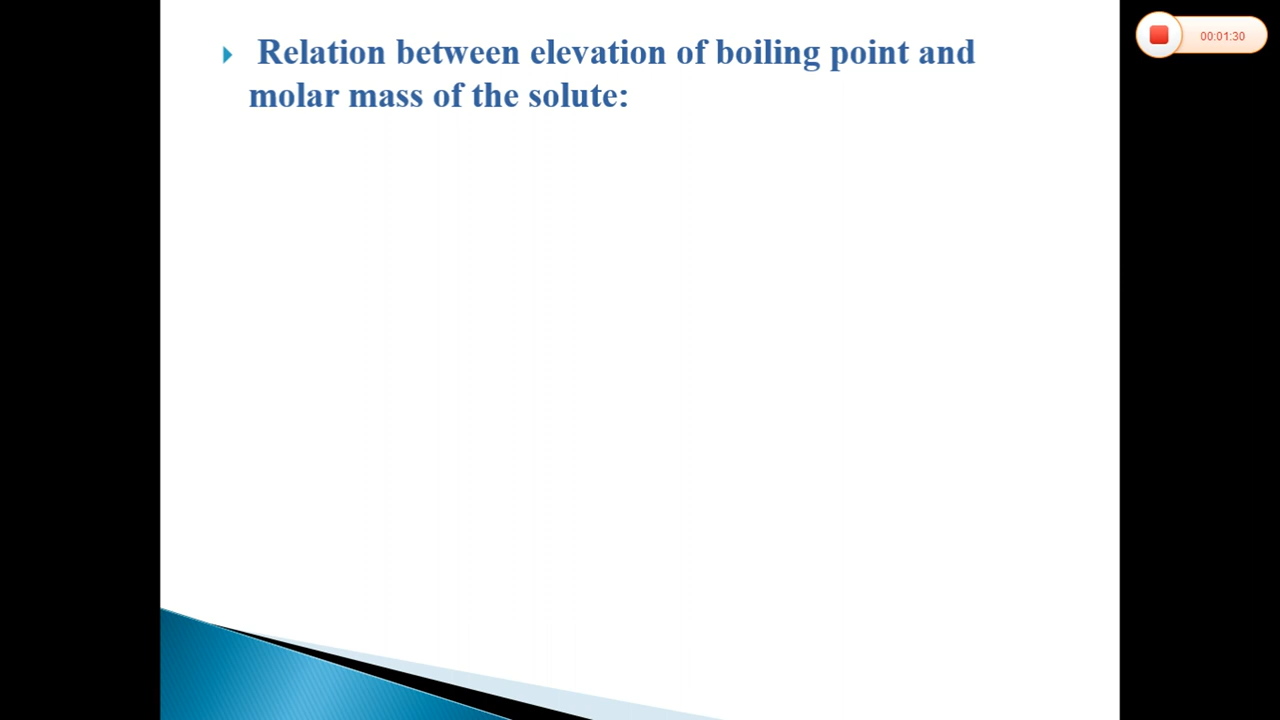 Relation between elevation of boiling point and
molar mass of the solute:
00:01:30